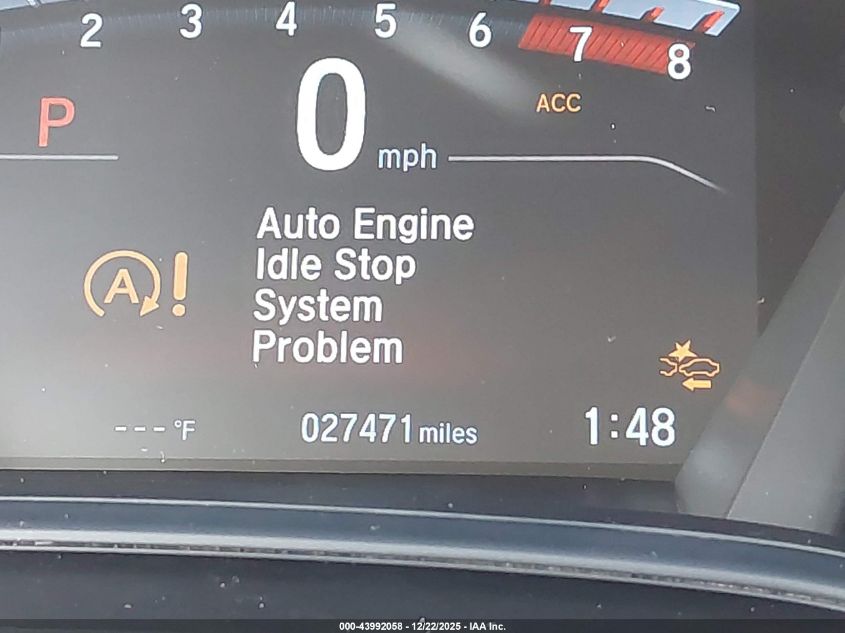 2 3 4 5 6 7 8
0 mph
P
ACC
Auto Engine
Idle Stop
System
Problem
A !
---°F 027471 miles 1:48
000-43992058 - 12/22/2025 - IAA Inc.